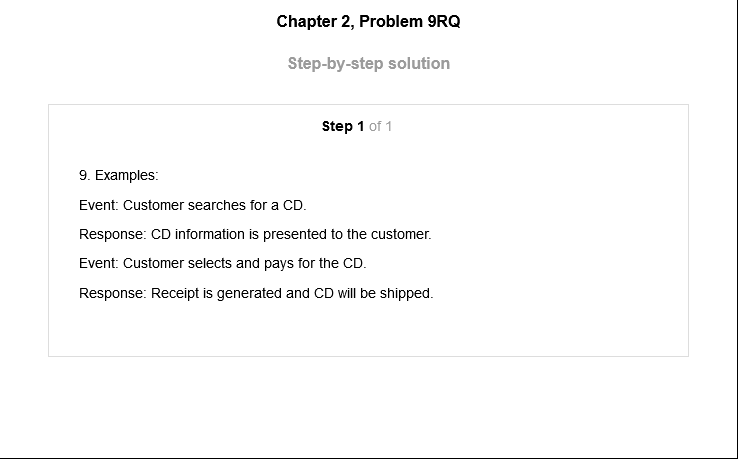 Chapter 2, Problem 9RQ
Step-by-step solution
Step 1 of 1
9. Examples:
Event: Customer searches for a CD.
Response: CD information is presented to the customer.
Event: Customer selects and pays for the CD.
Response: Receipt is generated and CD will be shipped.